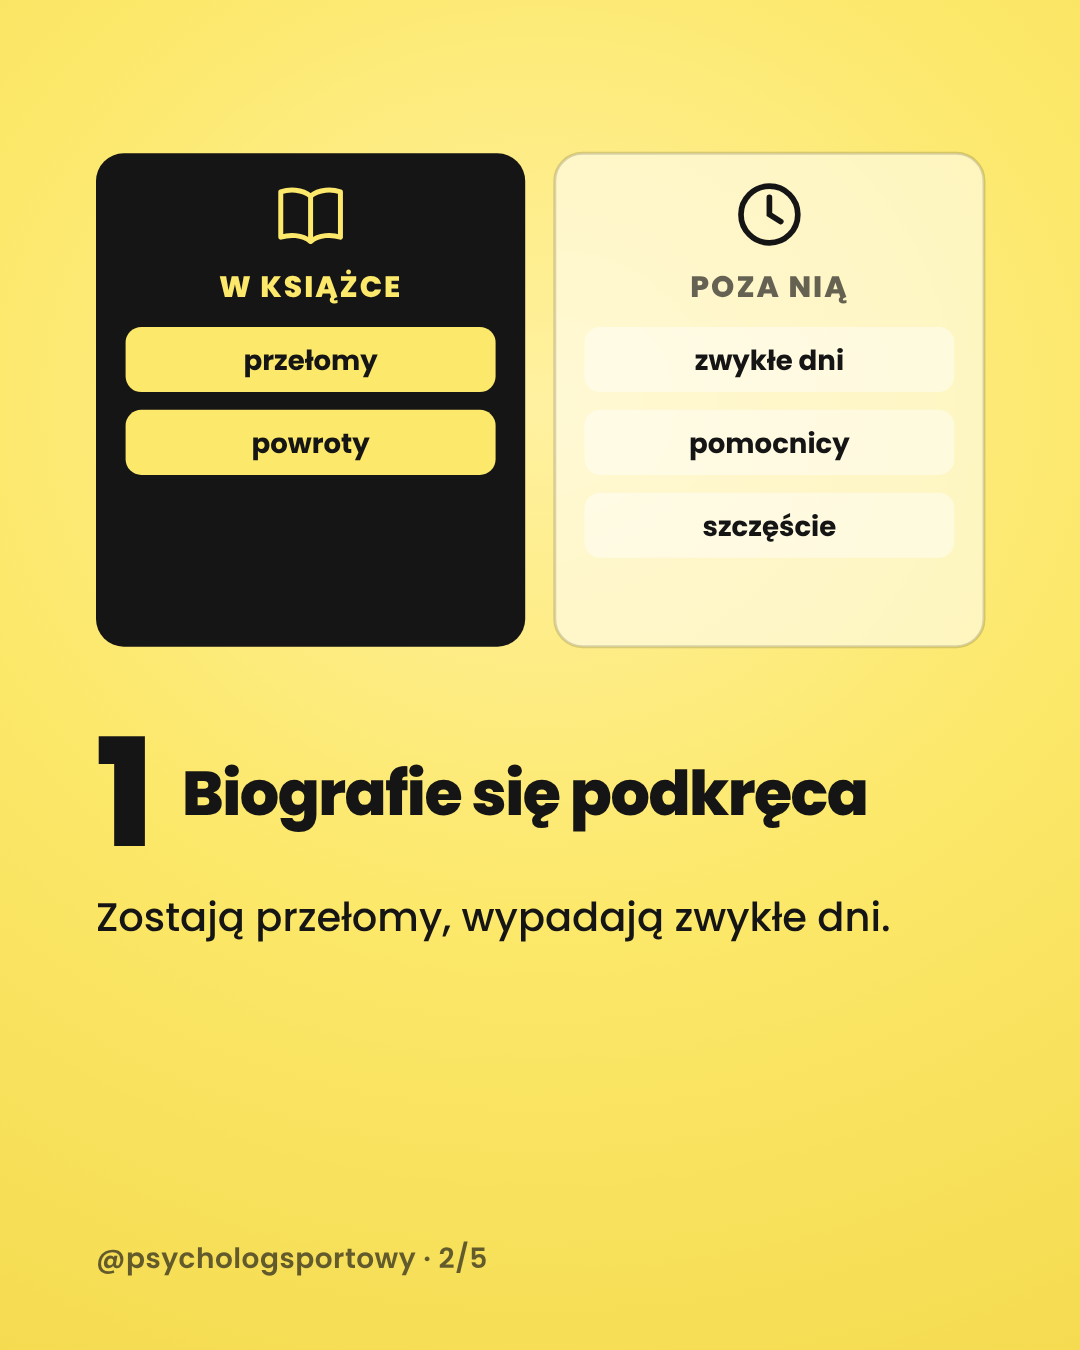 W KSIĄŻCE
przełomy
powroty
POZA NIĄ
zwykłe dni
pomocnicy
szczęście
1 Biografie się podkręca
Zostają przełomy, wypadają zwykłe dni.
@psychologsportowy · 2/5